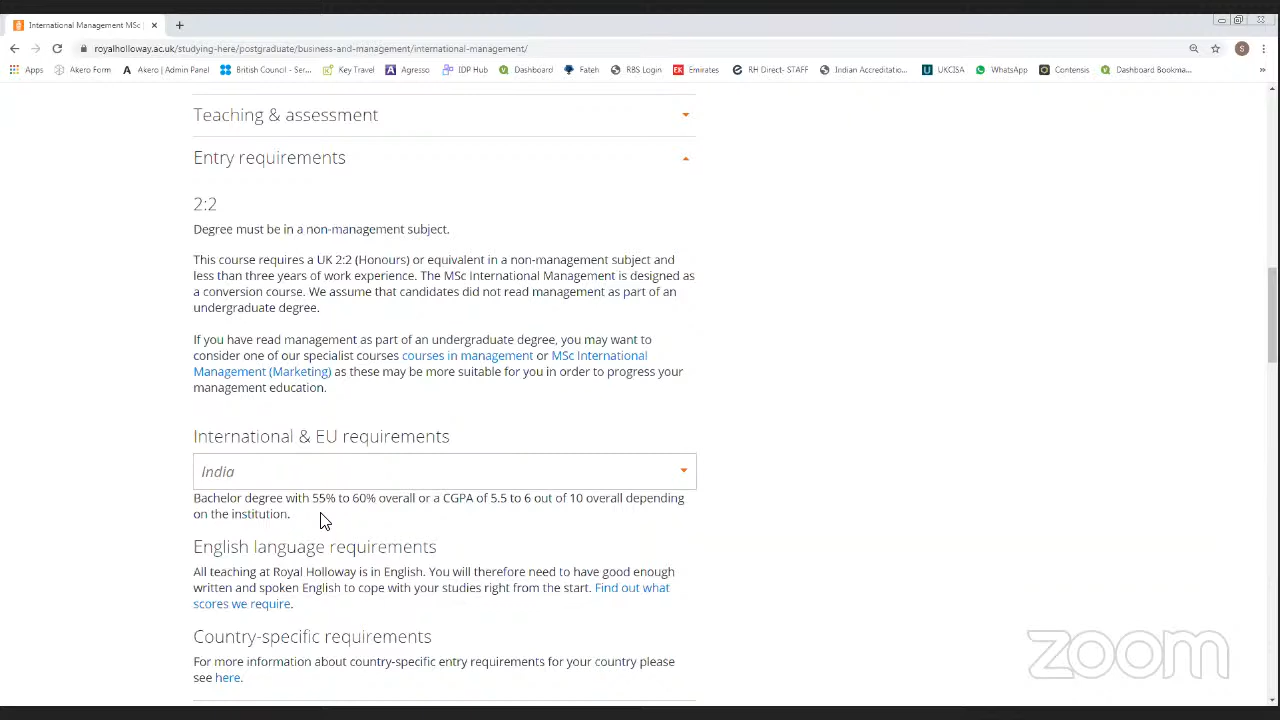 International Management MSc
royalholloway.ac.uk/studying-here/postgraduate/business-and-management/international-management/
S
Apps
Akero Form
Akero | Admin Panel
British Council - Ser...
Key Travel
Agresso
IDP Hub
Dashboard
Fateh
RBS Login
EK Emirates
RH Direct- STAFF
Indian Accreditatio...
UKCISA
WhatsApp
Contensis
Dashboard Bookma...
Teaching & assessment
Entry requirements
2:2
Degree must be in a non-management subject.
This course requires a UK 2:2 (Honours) or equivalent in a non-management subject and
less than three years of work experience. The MSc International Management is designed as
a conversion course. We assume that candidates did not read management as part of an
undergraduate degree.
If you have read management as part of an undergraduate degree, you may want to
consider one of our specialist courses courses in management or MSc International
Management (Marketing) as these may be more suitable for you in order to progress your
management education.
International & EU requirements
India
Bachelor degree with 55% to 60% overall or a CGPA of 5.5 to 6 out of 10 overall depending
on the institution.
English language requirements
All teaching at Royal Holloway is in English. You will therefore need to have good enough
written and spoken English to cope with your studies right from the start. Find out what
scores we require.
Country-specific requirements
For more information about country-specific entry requirements for your country please
see here.
zoom